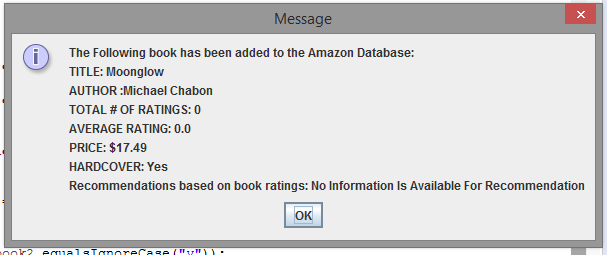 Message
The Following book has been added to the Amazon Database:
TITLE: Moonglow
AUTHOR :Michael Chabon
TOTAL # OF RATINGS: 0
AVERAGE RATING: 0.0
PRICE: $17.49
HARDCOVER: Yes
Recommendations based on book ratings: No Information Is Available For Recommendation
OK
equalsIgnoreCase("y"));